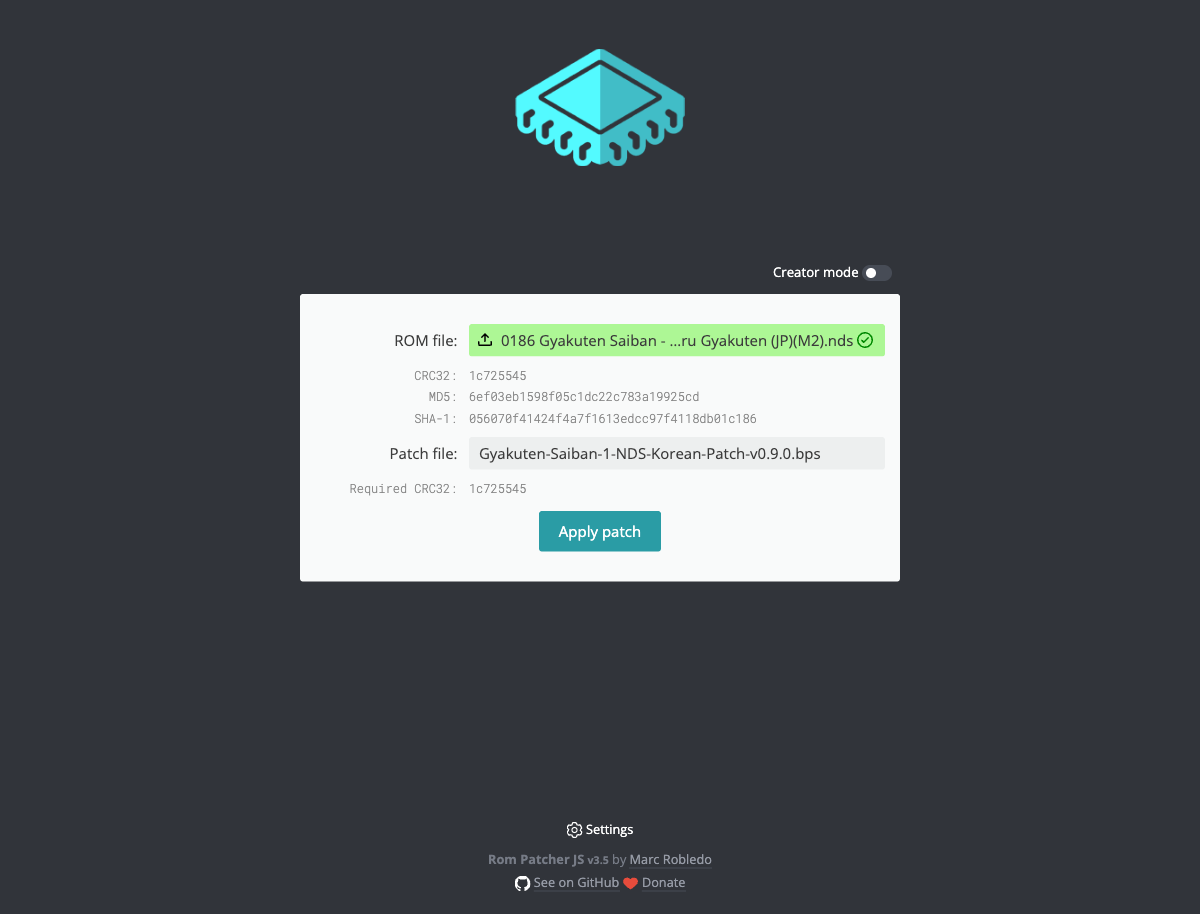 Creator mode
ROM file: 0186 Gyakuten Saiban - ...ru Gyakuten (JP)(M2).nds
CRC32: 1c725545
MD5: 6ef03eb1598f05c1dc22c783a19925cd
SHA-1: 056070f41424f4a7f1613edcc97f4118db01c186
Patch file: Gyakuten-Saiban-1-NDS-Korean-Patch-v0.9.0.bps
Required CRC32: 1c725545
Apply patch
Settings
Rom Patcher JS v3.5 by Marc Robledo
See on GitHub Donate